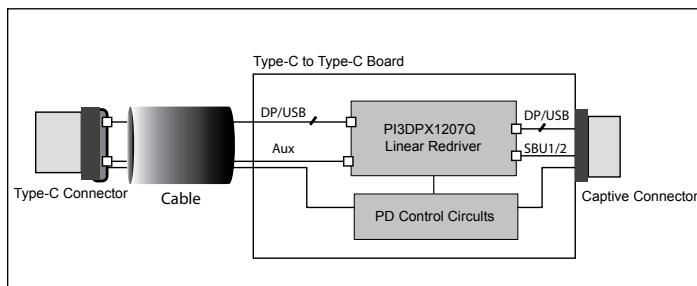 Type-C to Type-C Board
DP/USB
PI3DPX1207Q
Linear Redriver
DP/USB
Aux
SBU1/2
Type-C Connector
Cable
PD Control Circults
Captive Connector